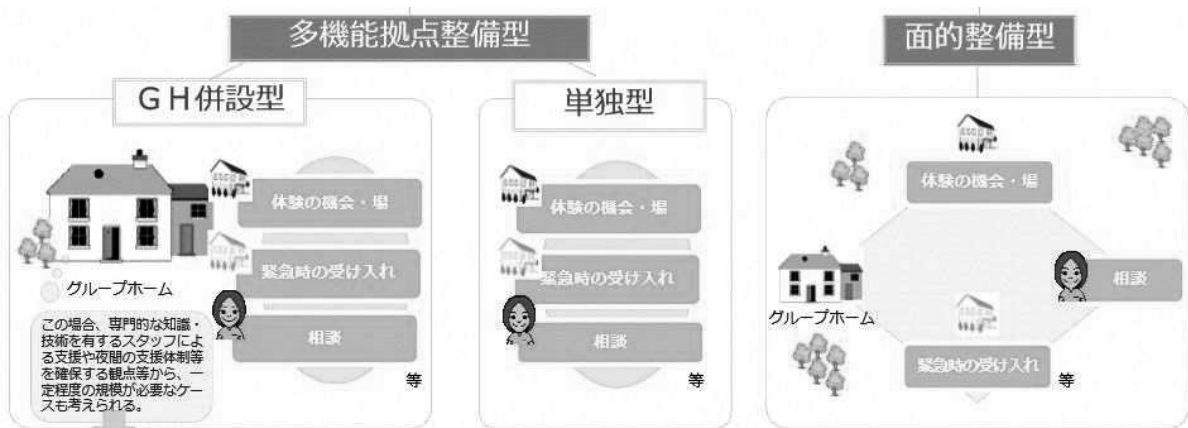 多機能拠点整備型
ＧＨ併設型
体験の機会・場
緊急時の受け入れ
相談
等
グループホーム
この場合、専門的な知識・
技術を有するスタッフによ
る支援や夜間の支援体制等
を確保する観点等から、一
定程度の規模が必要なケー
スも考えられる。
単独型
体験の機会・場
緊急時の受け入れ
相談
等
面的整備型
体験の機会・場
相談
グループホーム
緊急時の受け入れ
等